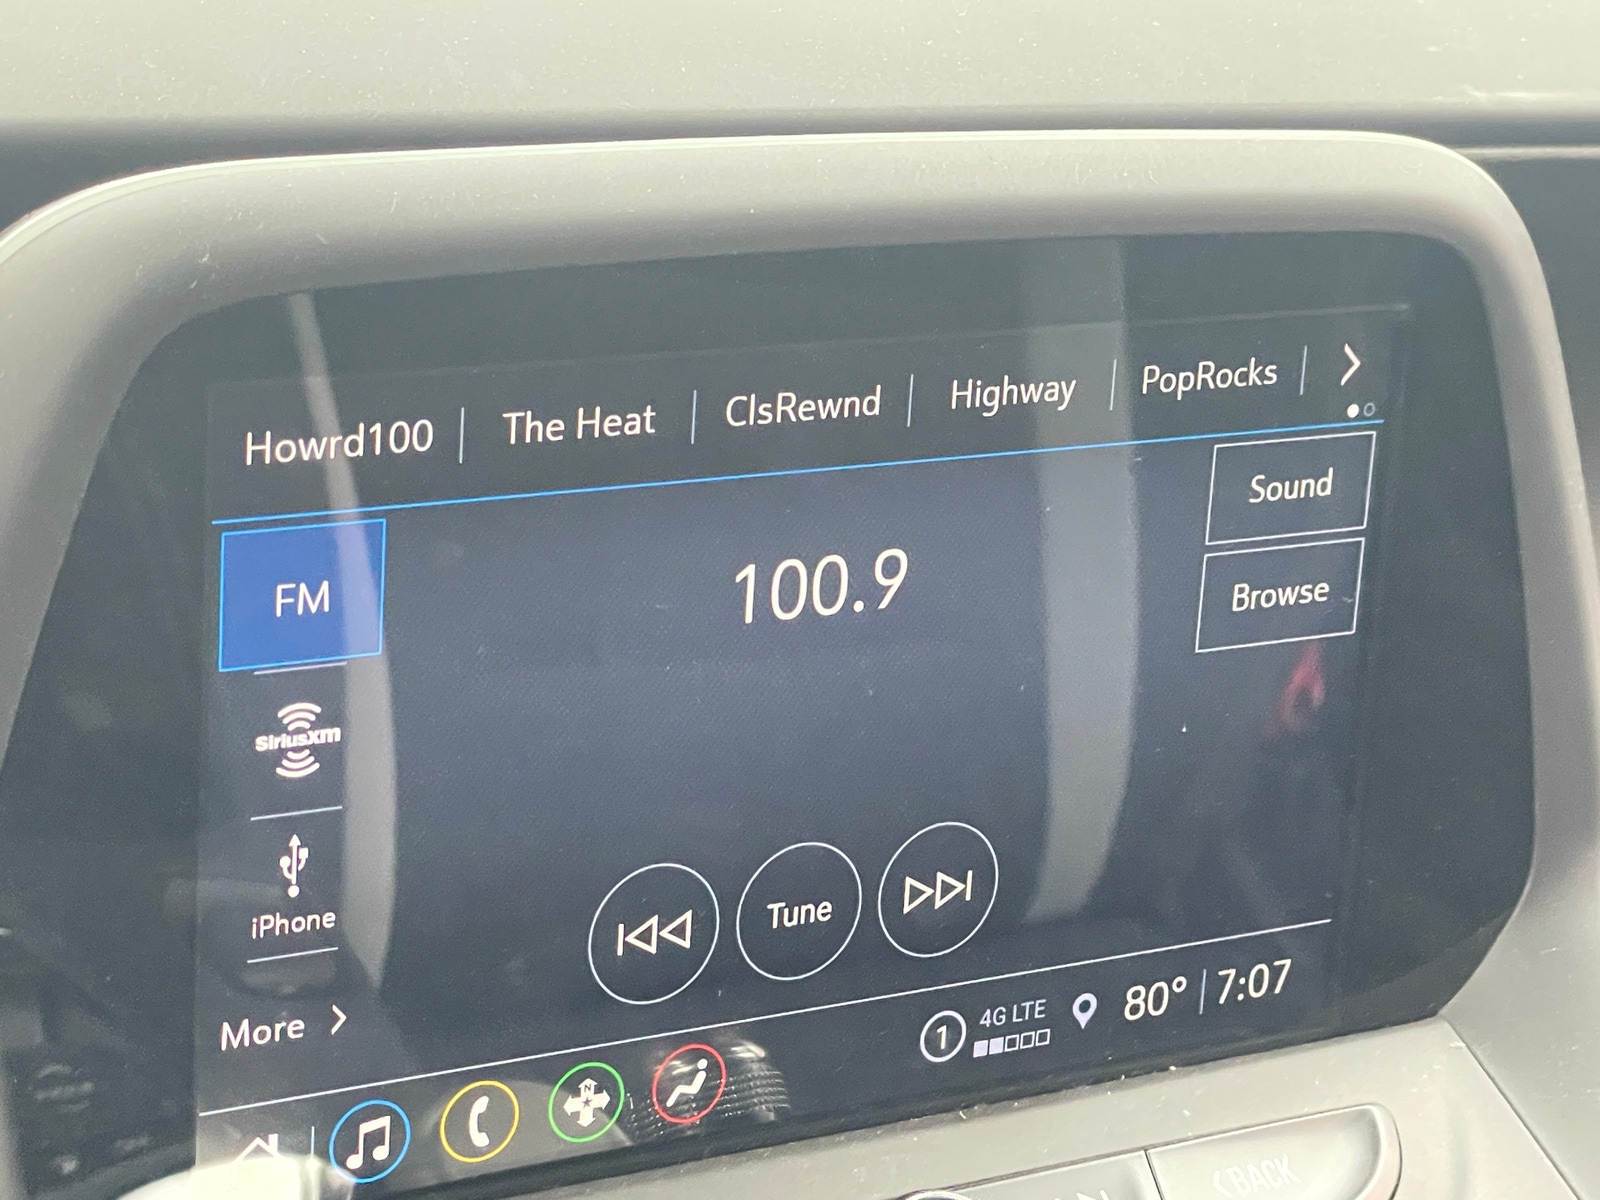 Howrd100 The Heat ClsRewnd Highway PopRocks
Sound
FM
100.9
Browse
SiriusXm
iPhone
Tune
More
1 4G LTE 80° 7:07
N
BACK